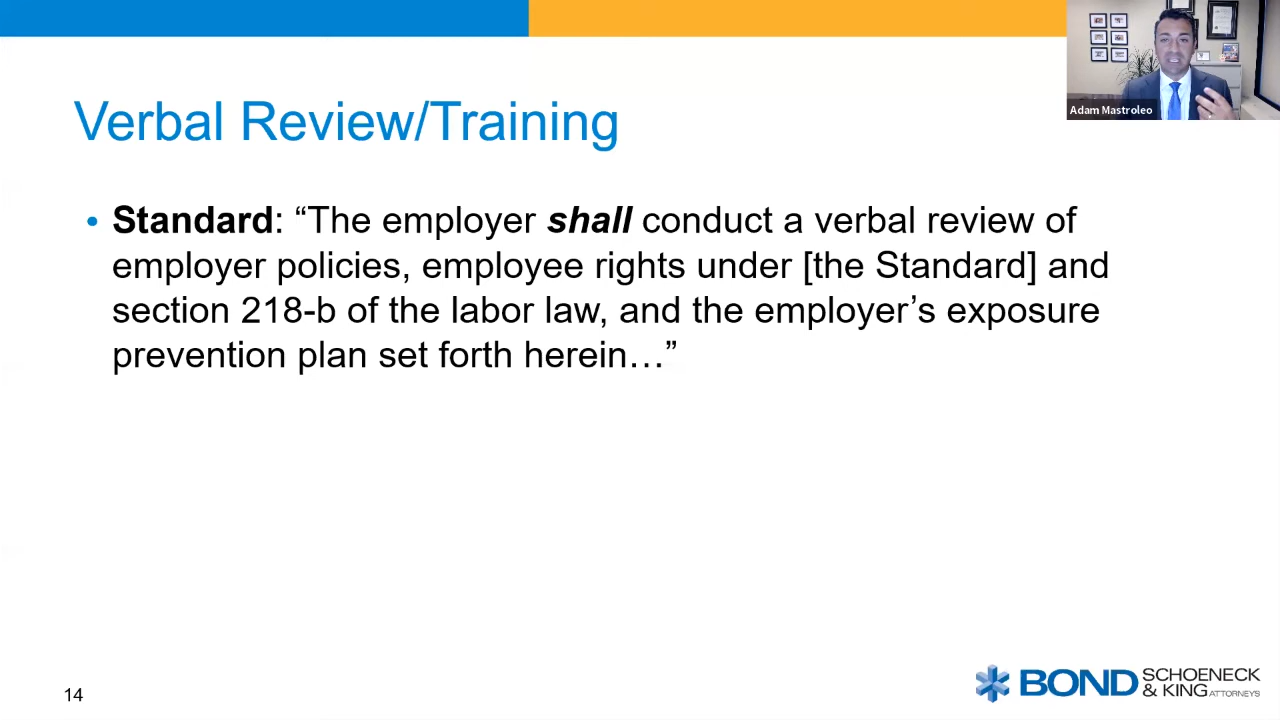 Adam Mastroleo
Verbal Review/Training
• Standard: “The employer shall conduct a verbal review of
employer policies, employee rights under [the Standard] and
section 218-b of the labor law, and the employer’s exposure
prevention plan set forth herein…”
14
BOND SCHOENECK
& KING ATTORNEYS